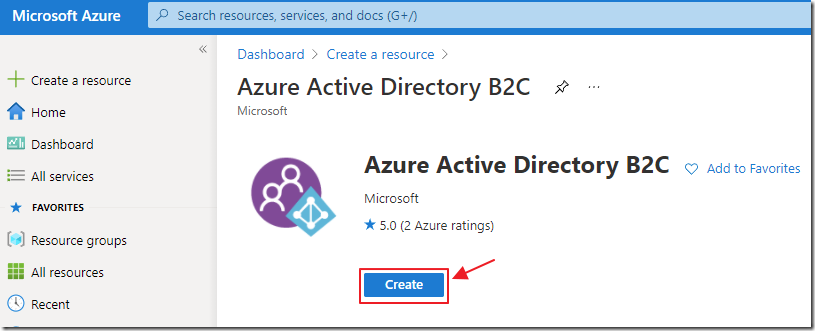 Microsoft Azure
Search resources, services, and docs (G+/)
«
Create a resource
Home
Dashboard
All services
FAVORITES
Resource groups
All resources
Recent
Dashboard > Create a resource >
Azure Active Directory B2C ...
Microsoft
Azure Active Directory B2C
Add to Favorites
Microsoft
5.0 (2 Azure ratings)
Create